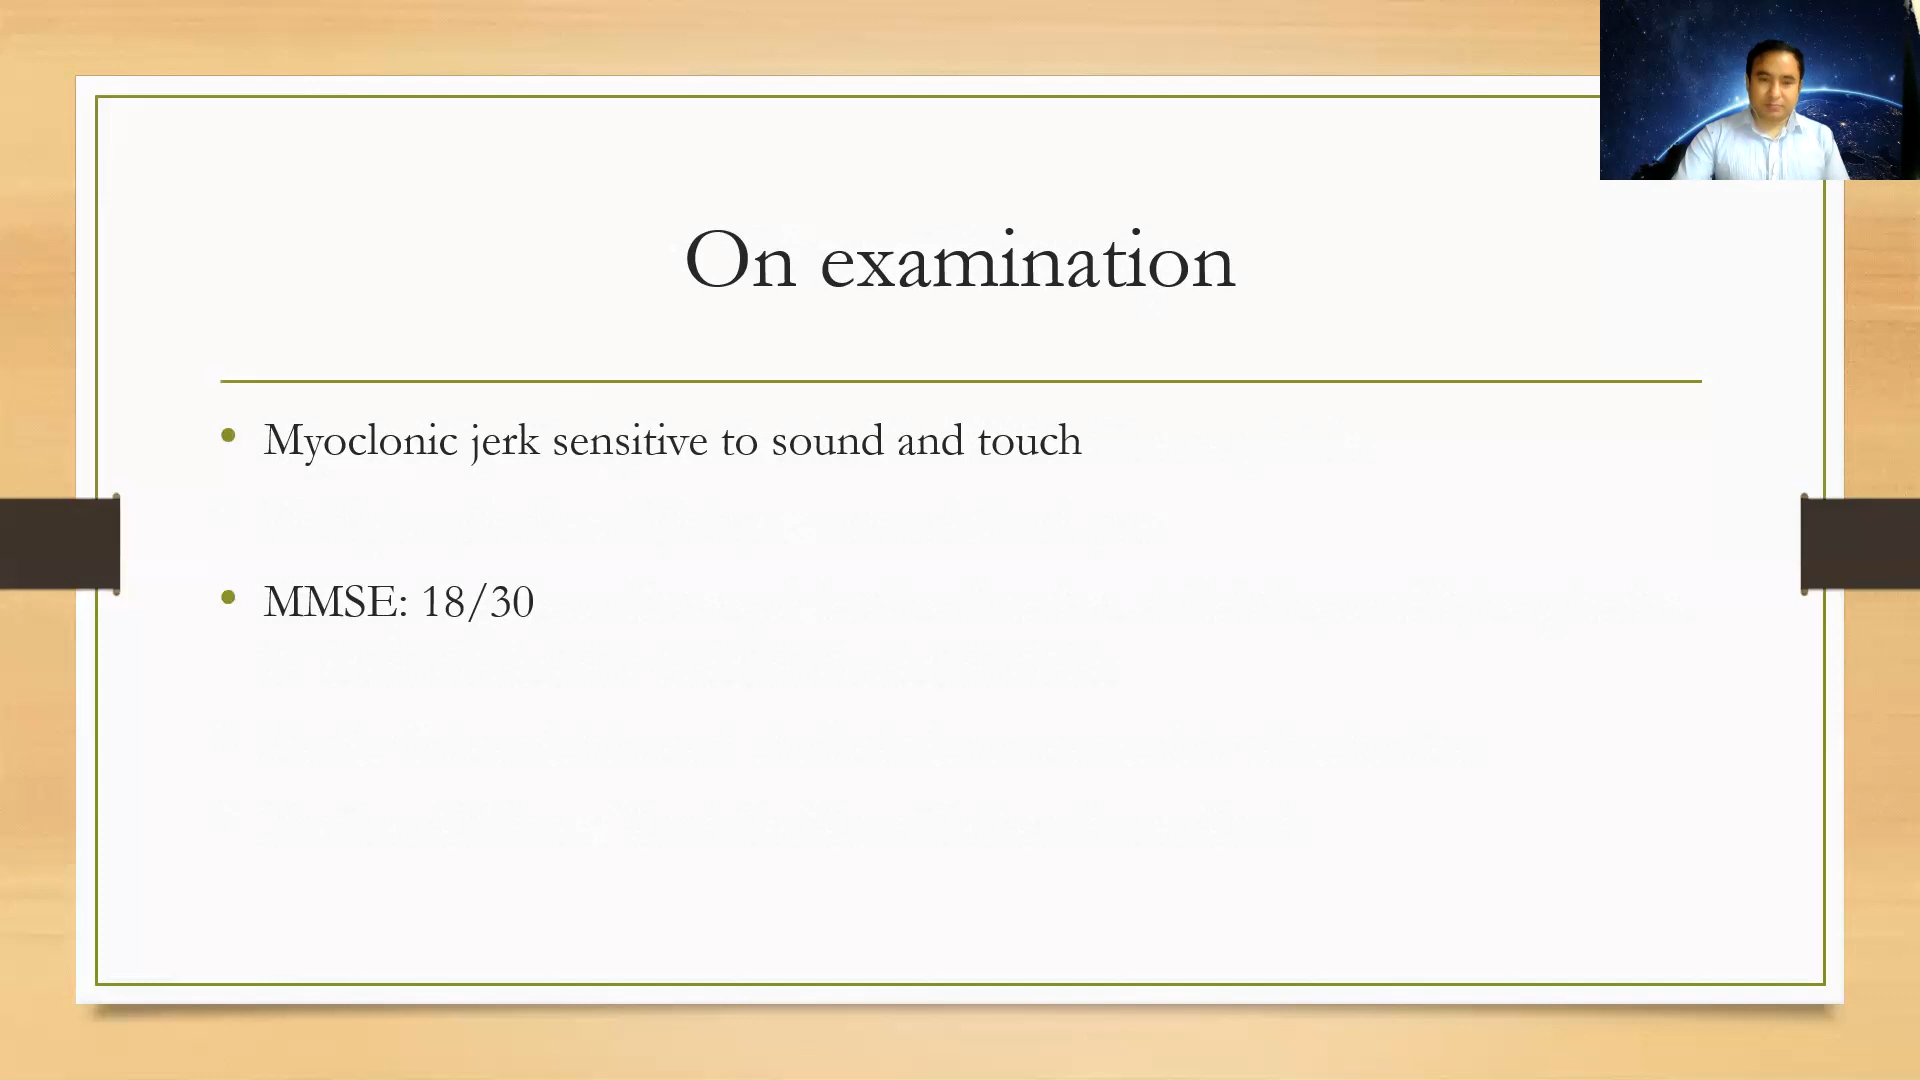 On examination
• Myoclonic jerk sensitive to sound and touch
• MMSE: 18/30